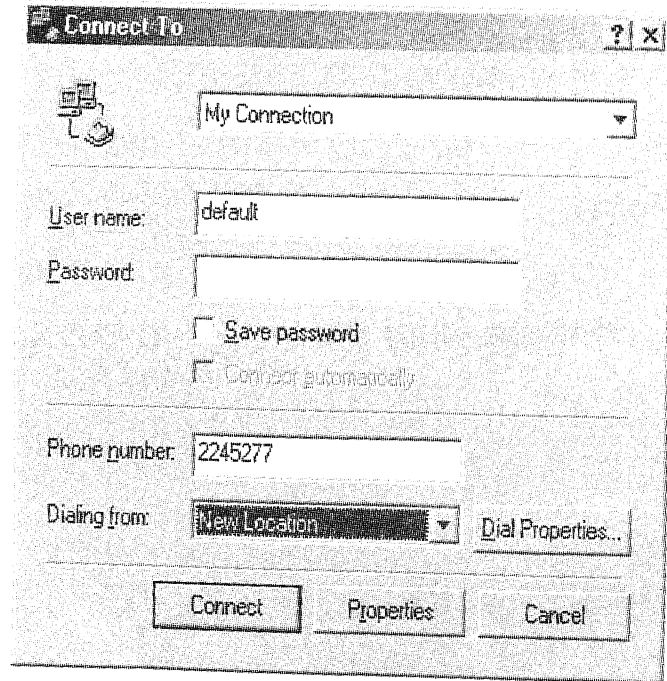 Connect To
My Connection
User name: default
Password:
Save password
Connect automatically
Phone number: 2245277
Dialing from: New Location Dial Properties...
Connect Properties Cancel